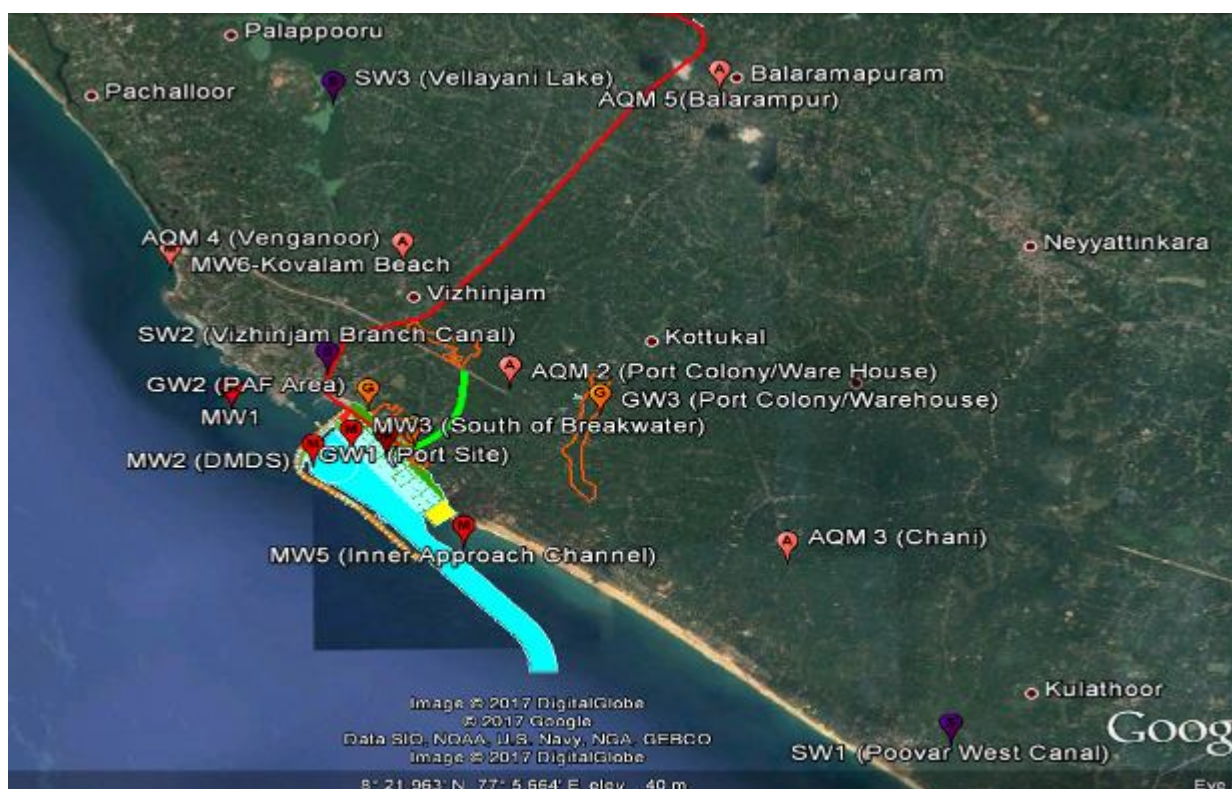 Palappooru
SW3 (Vellayani Lake)
Balaramapuram
Pachalloor
AQM 5(Balarampur)
AQM 4 (Venganoor)
Neyyattinkara
MW6-Kovalam Beach
Vizhinjam
SW2 (Vizhinjam Branch Canal)
Kottukal
AQM 2 (Port Colony/Ware House)
GW2 (PAF Area)
GW3 (Port Colony/Warehouse)
MW1
MW3 (South of Breakwater)
GW1 (Port Site)
MW2 (DMDS)
AQM 3 (Chani)
MW5 (Inner Approach Channel)
Kulathoor
Image © 2017 DigitalGlobe
© 2017 Google
Data SIO, NOAA, U.S. Navy, NGA, GEBCO
Image © 2017 DigitalGlobe
Goog
SW1 (Poovar West Canal)
8° 21.963' N 77° 5.664' E elev 40 m
Eye